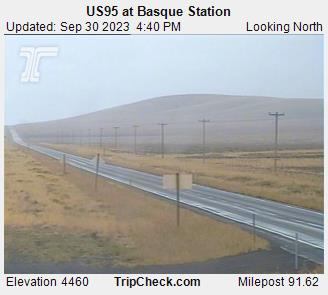 US95 at Basque Station
Updated: Sep 30 2023 4:40 PM Looking North
Elevation 4460 TripCheck.com Milepost 91.62